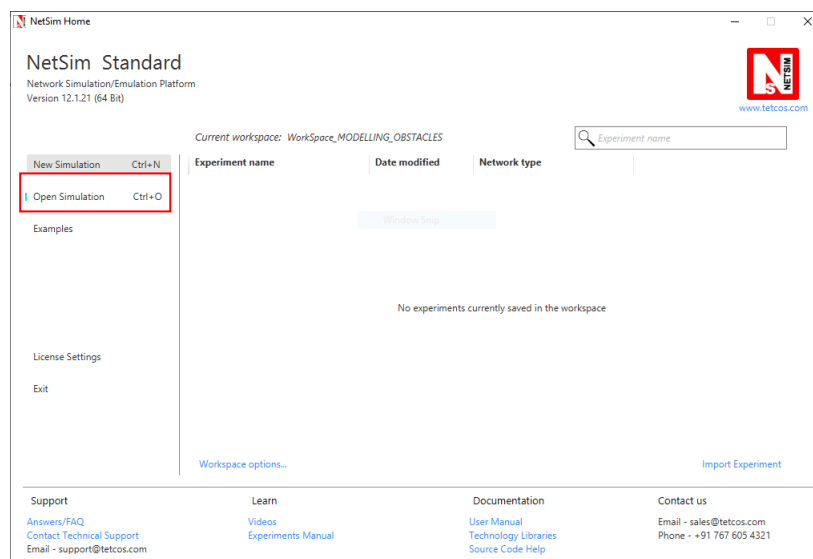 NetSim Home
NetSim Standard
Network Simulation/Emulation Platform
Version 12.1.21 (64 Bit)
NETSIM
www.tetcos.com
Current workspace: WorkSpace_MODELLING_OBSTACLES
Experiment name
New Simulation Ctrl+N
Experiment name Date modified Network type
Open Simulation Ctrl+O
Window Snip
Examples
No experiments currently saved in the workspace
License Settings
Exit
Workspace options...
Import Experiment
Support Learn Documentation Contact us
Answers/FAQ Videos User Manual Email - sales@tetcos.com
Contact Technical Support Experiments Manual Technology Libraries Phone - +91 767 605 4321
Email - support@tetcos.com Source Code Help